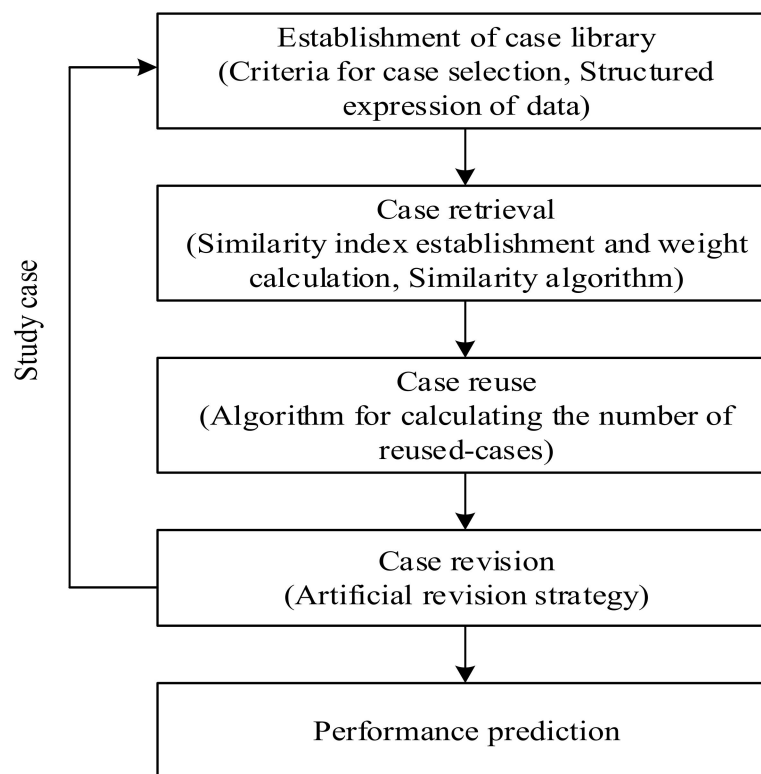 Establishment of case library
(Criteria for case selection, Structured
expression of data)
Case retrieval
(Similarity index establishment and weight
calculation, Similarity algorithm)
Study case
Case reuse
(Algorithm for calculating the number of
reused-cases)
Case revision
(Artificial revision strategy)
Performance prediction